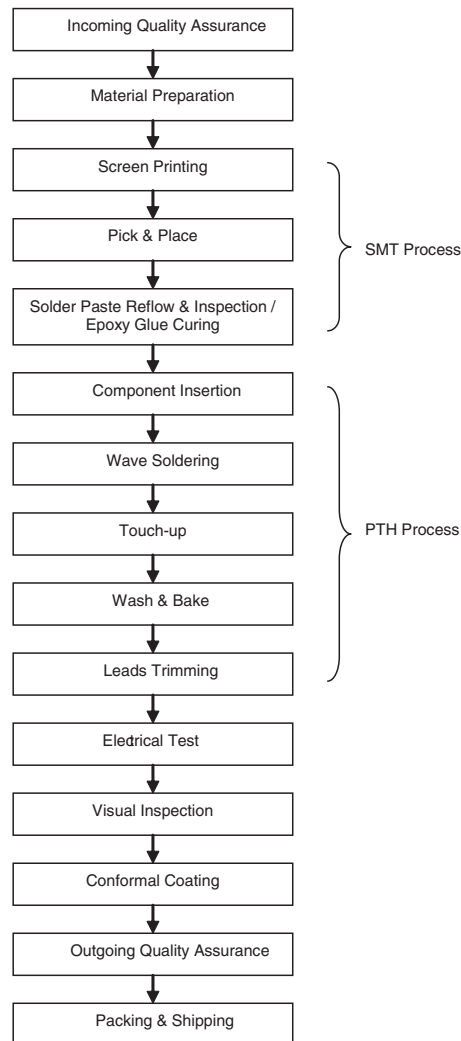 Incoming Quality Assurance
Material Preparation
Screen Printing
Pick & Place
SMT Process
Solder Paste Reflow & Inspection /
Epoxy Glue Curing
Component Insertion
Wave Soldering
Touch-up
PTH Process
Wash & Bake
Leads Trimming
Electrical Test
Visual Inspection
Conformal Coating
Outgoing Quality Assurance
Packing & Shipping